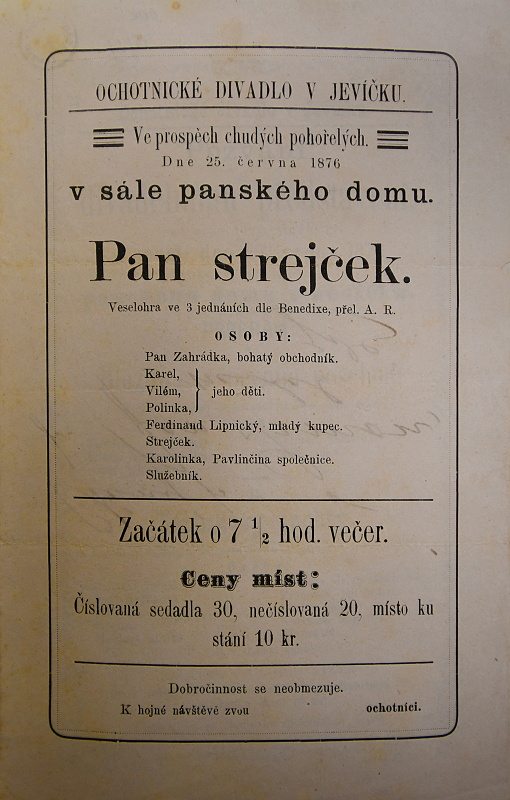 OCHOTNICKÉ DIVADLO V JEVÍČKU.
Ve prospěch chudých pohořelých.
Dne 25. června 1876
v sále panského domu.
Pan strejček.
Veselohra ve 3 jednáních dle Benedixe, přel. A. R.
OSOBY:
Pan Zahrádka, bohatý obchodník.
Karel,
Vilém, } jeho děti.
Polinka,
Ferdinand Lipnický, mladý kupec.
Strejček.
Karolinka, Pavlinčina společnice.
Služebník.
Začátek o 7 1/2 hod. večer.
Ceny míst:
Číslovaná sedadla 30, nečíslovaná 20, místo ku
stání 10 kr.
Dobročinnost se neobmezuje.
K hojné návštěvě zvou ochotníci.